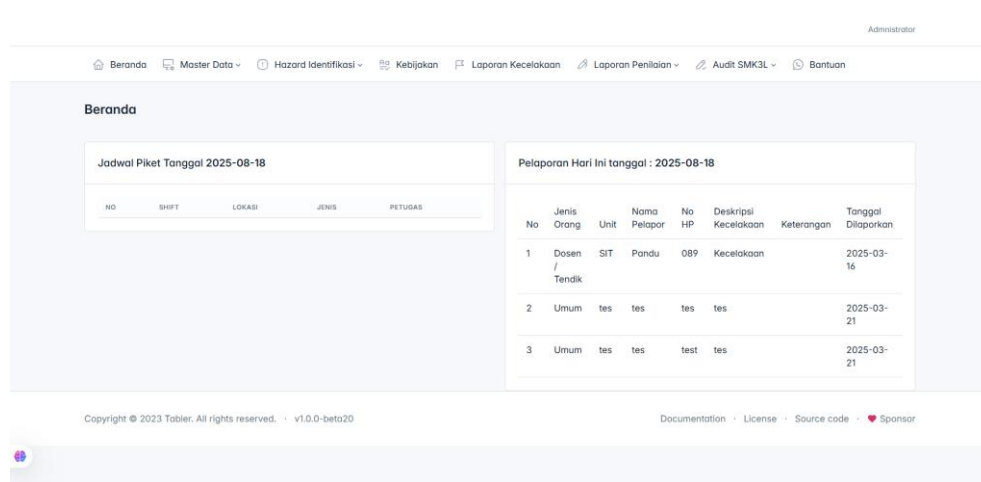 Admnistrator
Beranda Master Data Hazard Identifikasi Kebijakan Laporan Kecelakaan Laporan Penilaian Audit SMK3L Bantuan
Beranda
Jadwal Piket Tanggal 2025-08-18
NO SHIFT LOKASI JENIS PETUGAS
Pelaporan Hari Ini tanggal : 2025-08-18
No Jenis Orang Unit Nama Pelapor No HP Deskripsi Kecelakaan Keterangan Tanggal Dilaporkan
1 Dosen / Tendik SIT Pandu 089 Kecelakaan 2025-03-16
2 Umum tes tes tes tes 2025-03-21
3 Umum tes tes test tes 2025-03-21
Copyright © 2023 Tabler. All rights reserved. · v1.0.0-beta20
Documentation · License · Source code · Sponsor